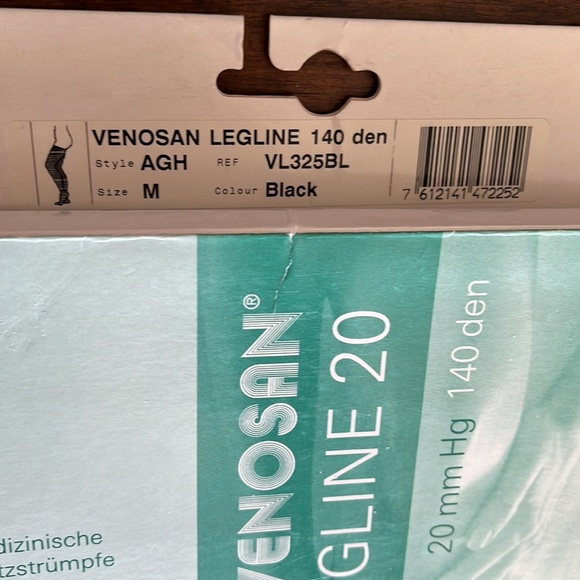 VENOSAN LEGLINE 140 den
Style AGH REF VL325BL
Size M Colour Black
7 612141 472252
VENOSAN®
GLINE 20
20 mm Hg 140 den
dizinische
tzstrümpfe